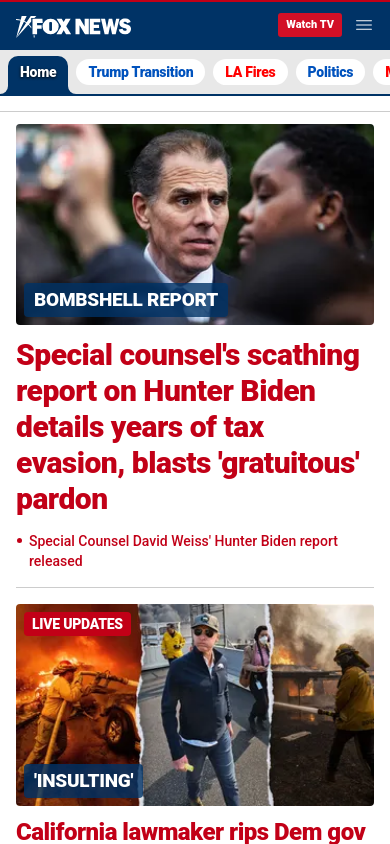 FOX NEWS
Watch TV
Home
Trump Transition
LA Fires
Politics
BOMBSHELL REPORT
Special counsel's scathing
report on Hunter Biden
details years of tax
evasion, blasts 'gratuitous'
pardon
• Special Counsel David Weiss' Hunter Biden report
released
LIVE UPDATES
'INSULTING'
California lawmaker rips Dem gov